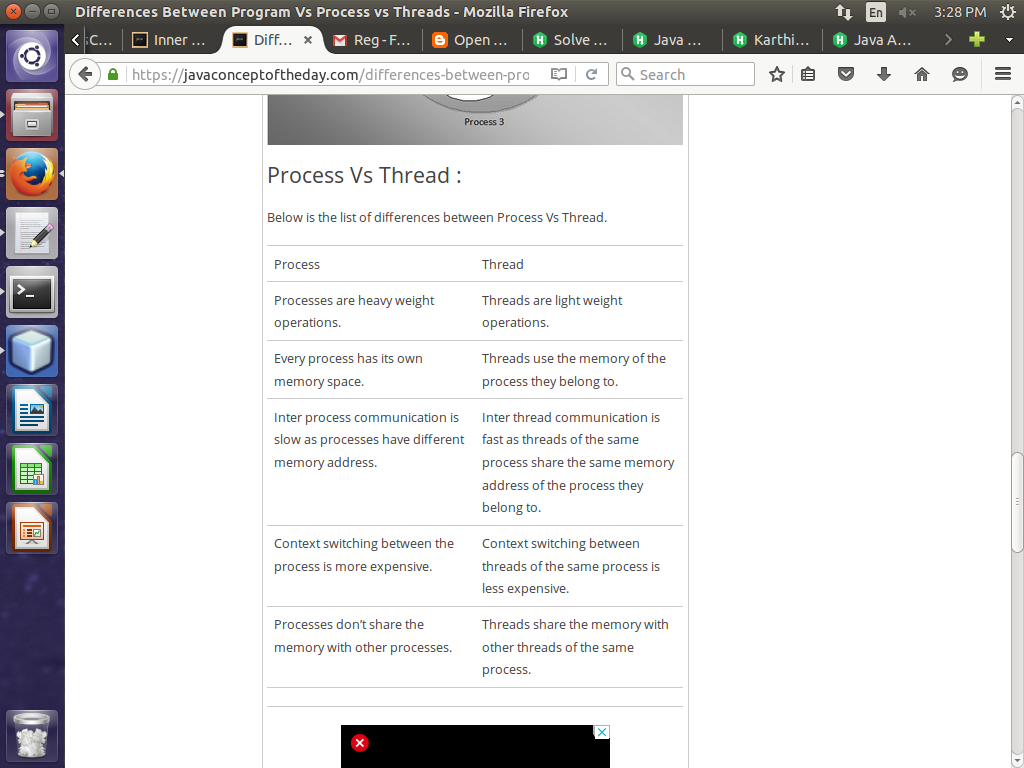 Differences Between Program Vs Process vs Threads - Mozilla Firefox
En
3:28 PM
Inner ...
Diff...
Reg - F...
Open ...
Solve ...
Java ...
Karthi...
Java A...
https://javaconceptoftheday.com/differences-between-pro
Search
Process 3
Process Vs Thread :
Below is the list of differences between Process Vs Thread.
Process
Thread
Processes are heavy weight
operations.
Threads are light weight
operations.
Every process has its own
memory space.
Threads use the memory of the
process they belong to.
Inter process communication is
slow as processes have different
memory address.
Inter thread communication is
fast as threads of the same
process share the same memory
address of the process they
belong to.
Context switching between the
process is more expensive.
Context switching between
threads of the same process is
less expensive.
Processes don’t share the
memory with other processes.
Threads share the memory with
other threads of the same
process.